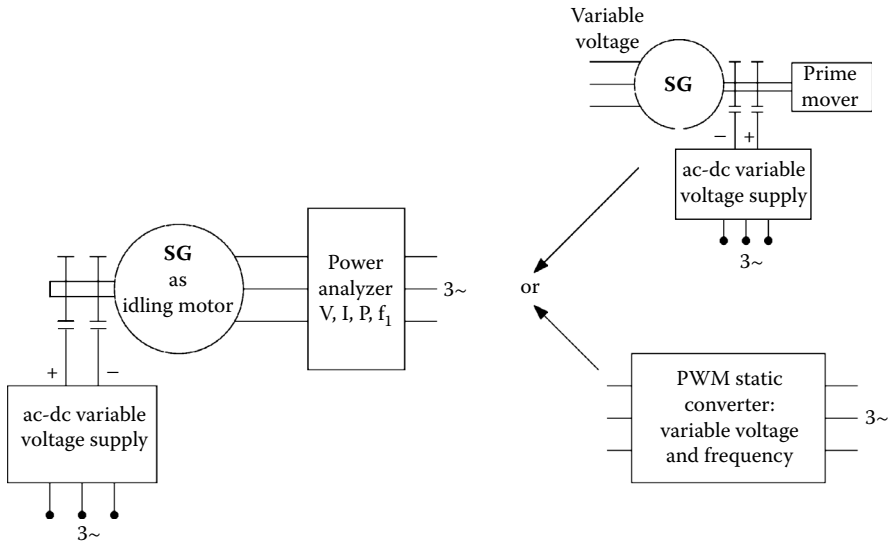 SG
as
idling motor
Power
analyzer
V, I, P, f₁
3~
+
−
ac-dc variable
voltage supply
3~
or
Variable
voltage
SG
Prime
mover
−
+
ac-dc variable
voltage supply
3~
PWM static
converter:
variable voltage
and frequency
3~